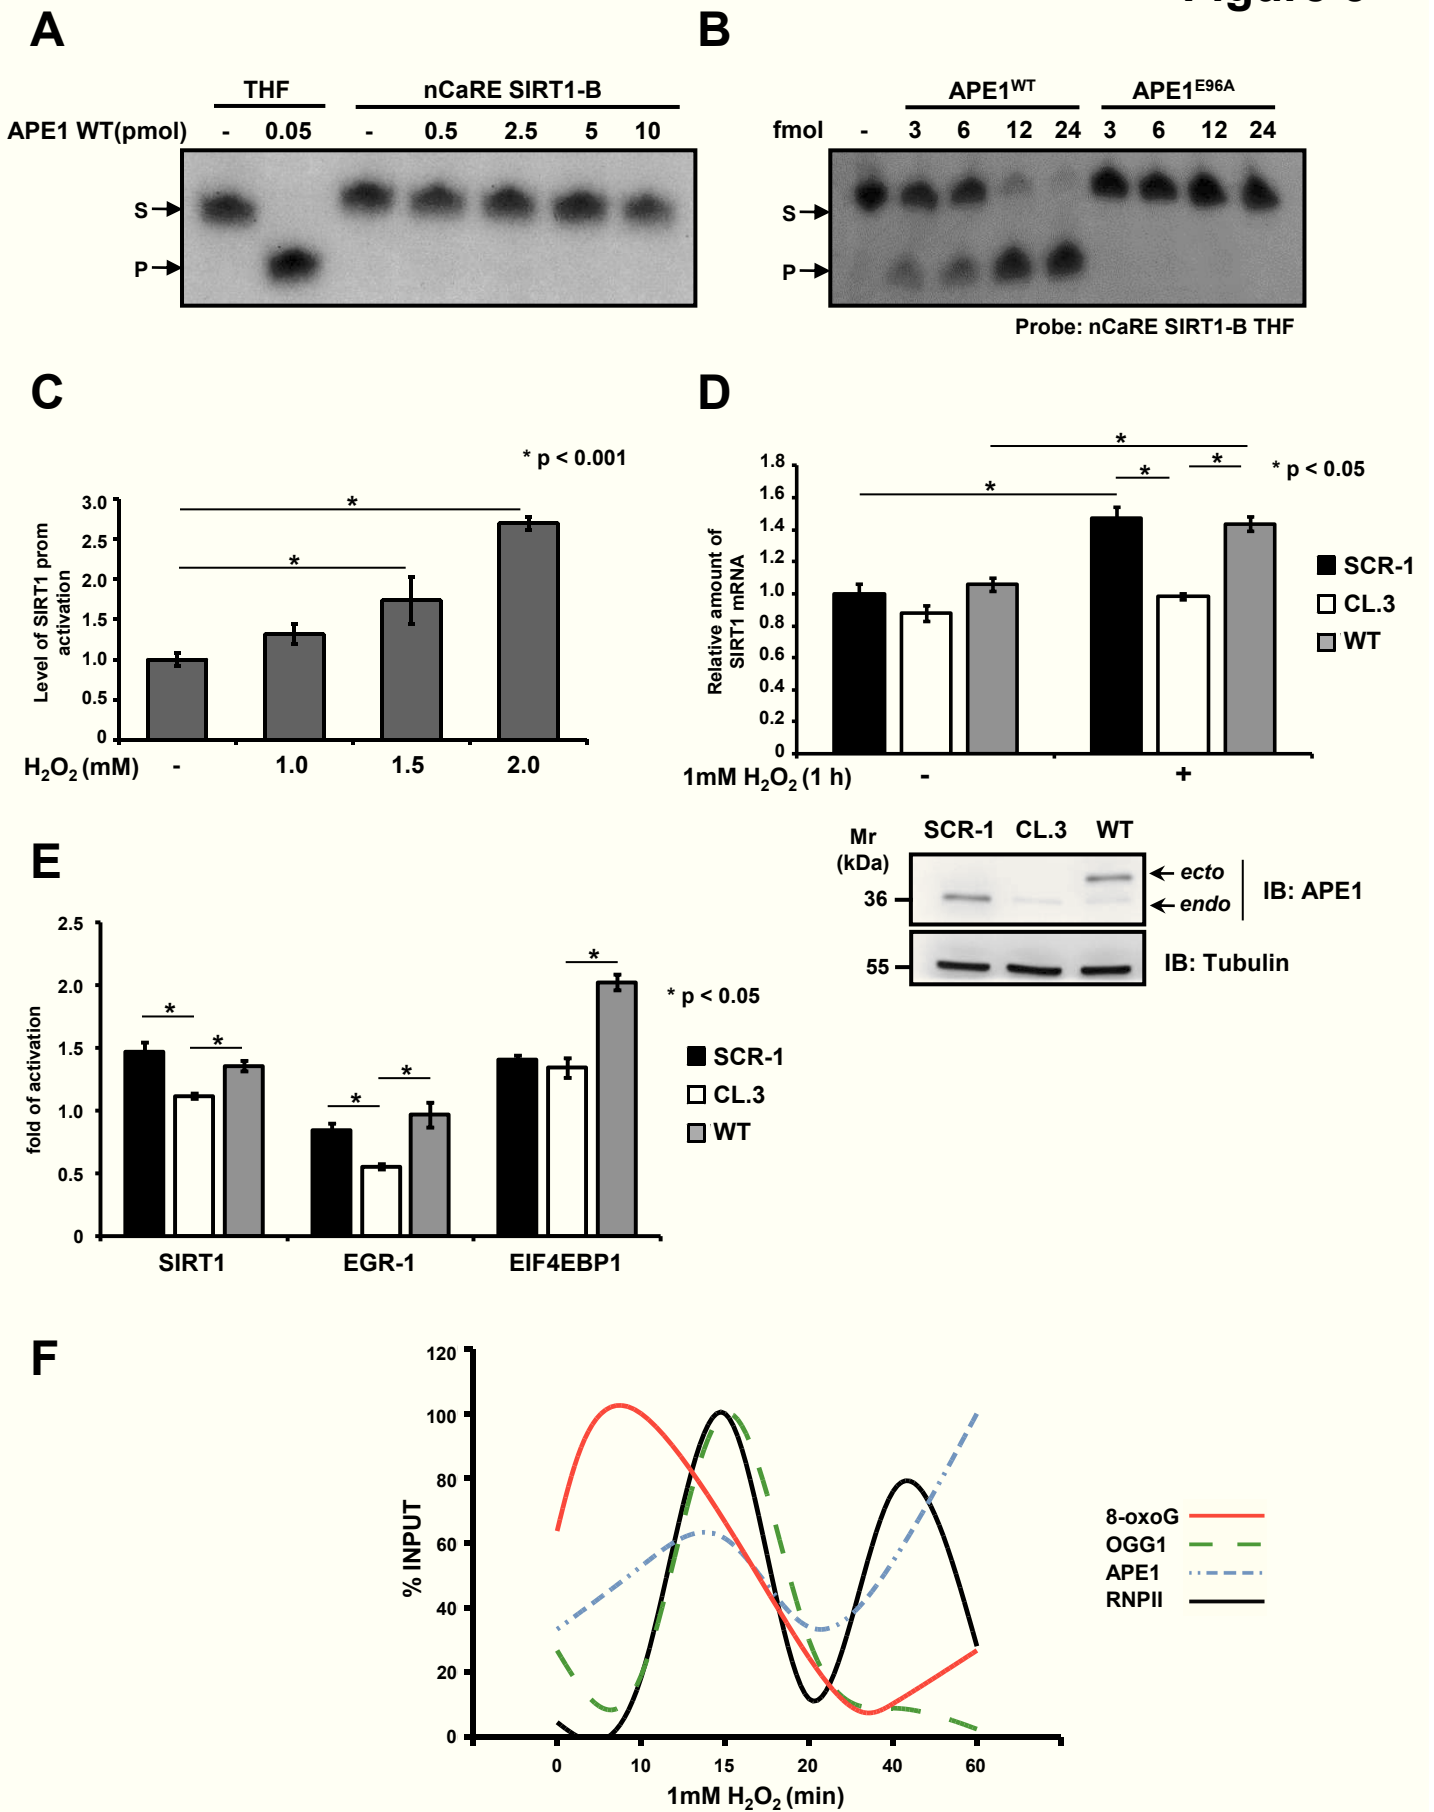 A
B
THF
nCaRE SIRT1-B
APE1 WT(pmol) - 0.05 - 0.5 2.5 5 10
S
P
APE1WT
APE1E96A
fmol - 3 6 12 24 3 6 12 24
S
P
Probe: nCaRE SIRT1-B THF
C
* p < 0.001
Level of SIRT1 prom
activation
3.0
2.5
2.0
1.5
1.0
0.5
0
*
*
H2O2 (mM) - 1.0 1.5 2.0
D
* p < 0.05
Relative amount of
SIRT1 mRNA
1.8
1.6
1.4
1.2
1.0
0.8
0.6
0.4
0.2
0
*
*
*
*
SCR-1
CL.3
WT
1mM H2O2 (1 h) - +
Mr
(kDa)
SCR-1 CL.3 WT
36
55
ecto
endo
IB: APE1
IB: Tubulin
E
fold of activation
2.5
2.0
1.5
1.0
0.5
0
*
*
*
*
*
* p < 0.05
SCR-1
CL.3
WT
SIRT1 EGR-1 EIF4EBP1
F
% INPUT
120
100
80
60
40
20
0
0 10 15 20 40 60
1mM H2O2 (min)
8-oxoG
OGG1
APE1
RNPII